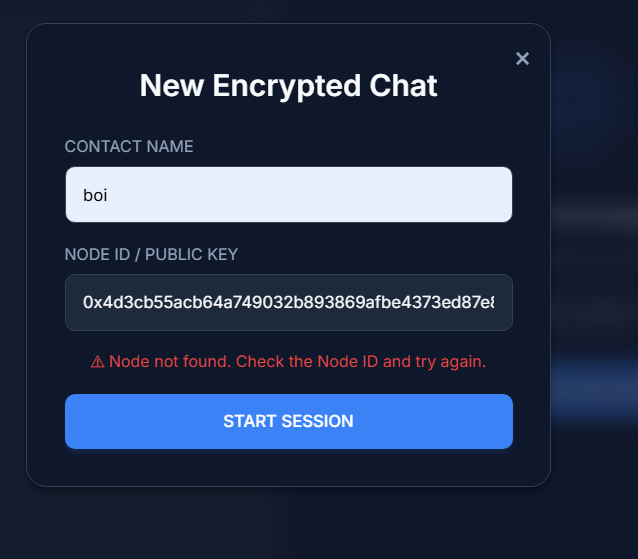 ×
New Encrypted Chat
CONTACT NAME
boi
NODE ID / PUBLIC KEY
0x4d3cb55acb64a749032b893869afbe4373ed87e8
⚠ Node not found. Check the Node ID and try again.
START SESSION